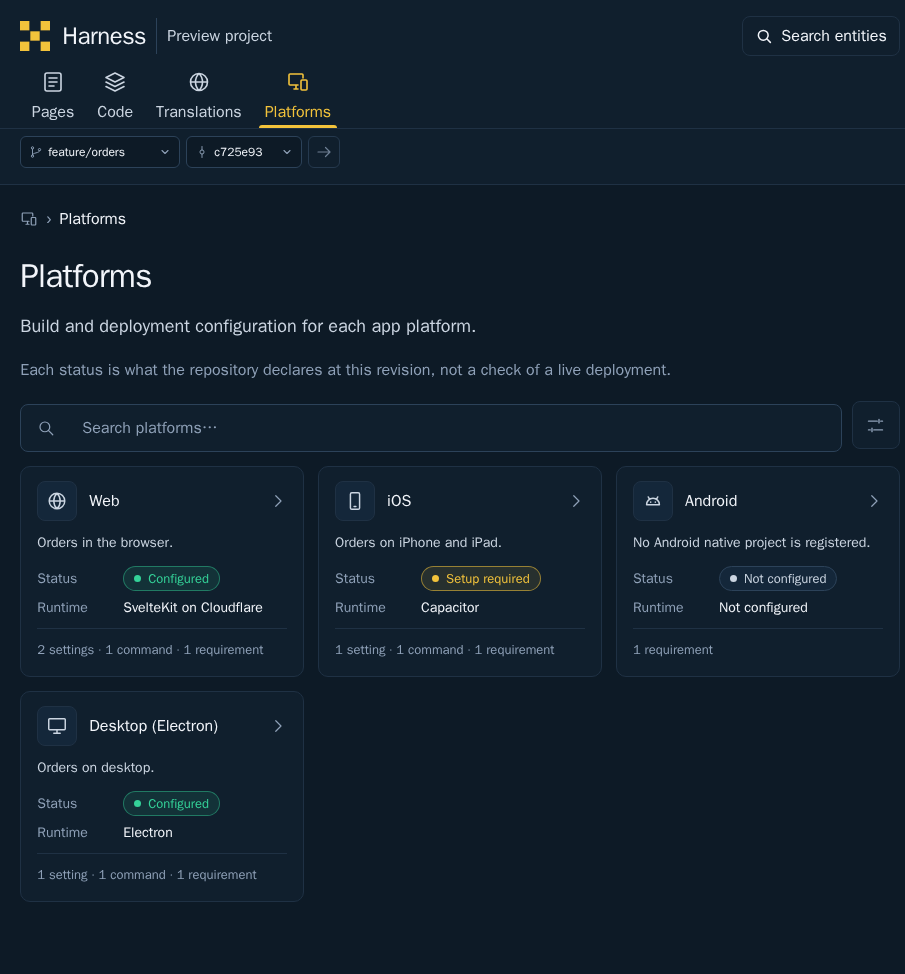 Harness
Preview project
Search entities
Pages
Code
Translations
Platforms
feature/orders
c725e93
› Platforms
Platforms
Build and deployment configuration for each app platform.
Each status is what the repository declares at this revision, not a check of a live deployment.
Search platforms…
Web
Orders in the browser.
Status Configured
Runtime SvelteKit on Cloudflare
2 settings · 1 command · 1 requirement
iOS
Orders on iPhone and iPad.
Status Setup required
Runtime Capacitor
1 setting · 1 command · 1 requirement
Android
No Android native project is registered.
Status Not configured
Runtime Not configured
1 requirement
Desktop (Electron)
Orders on desktop.
Status Configured
Runtime Electron
1 setting · 1 command · 1 requirement